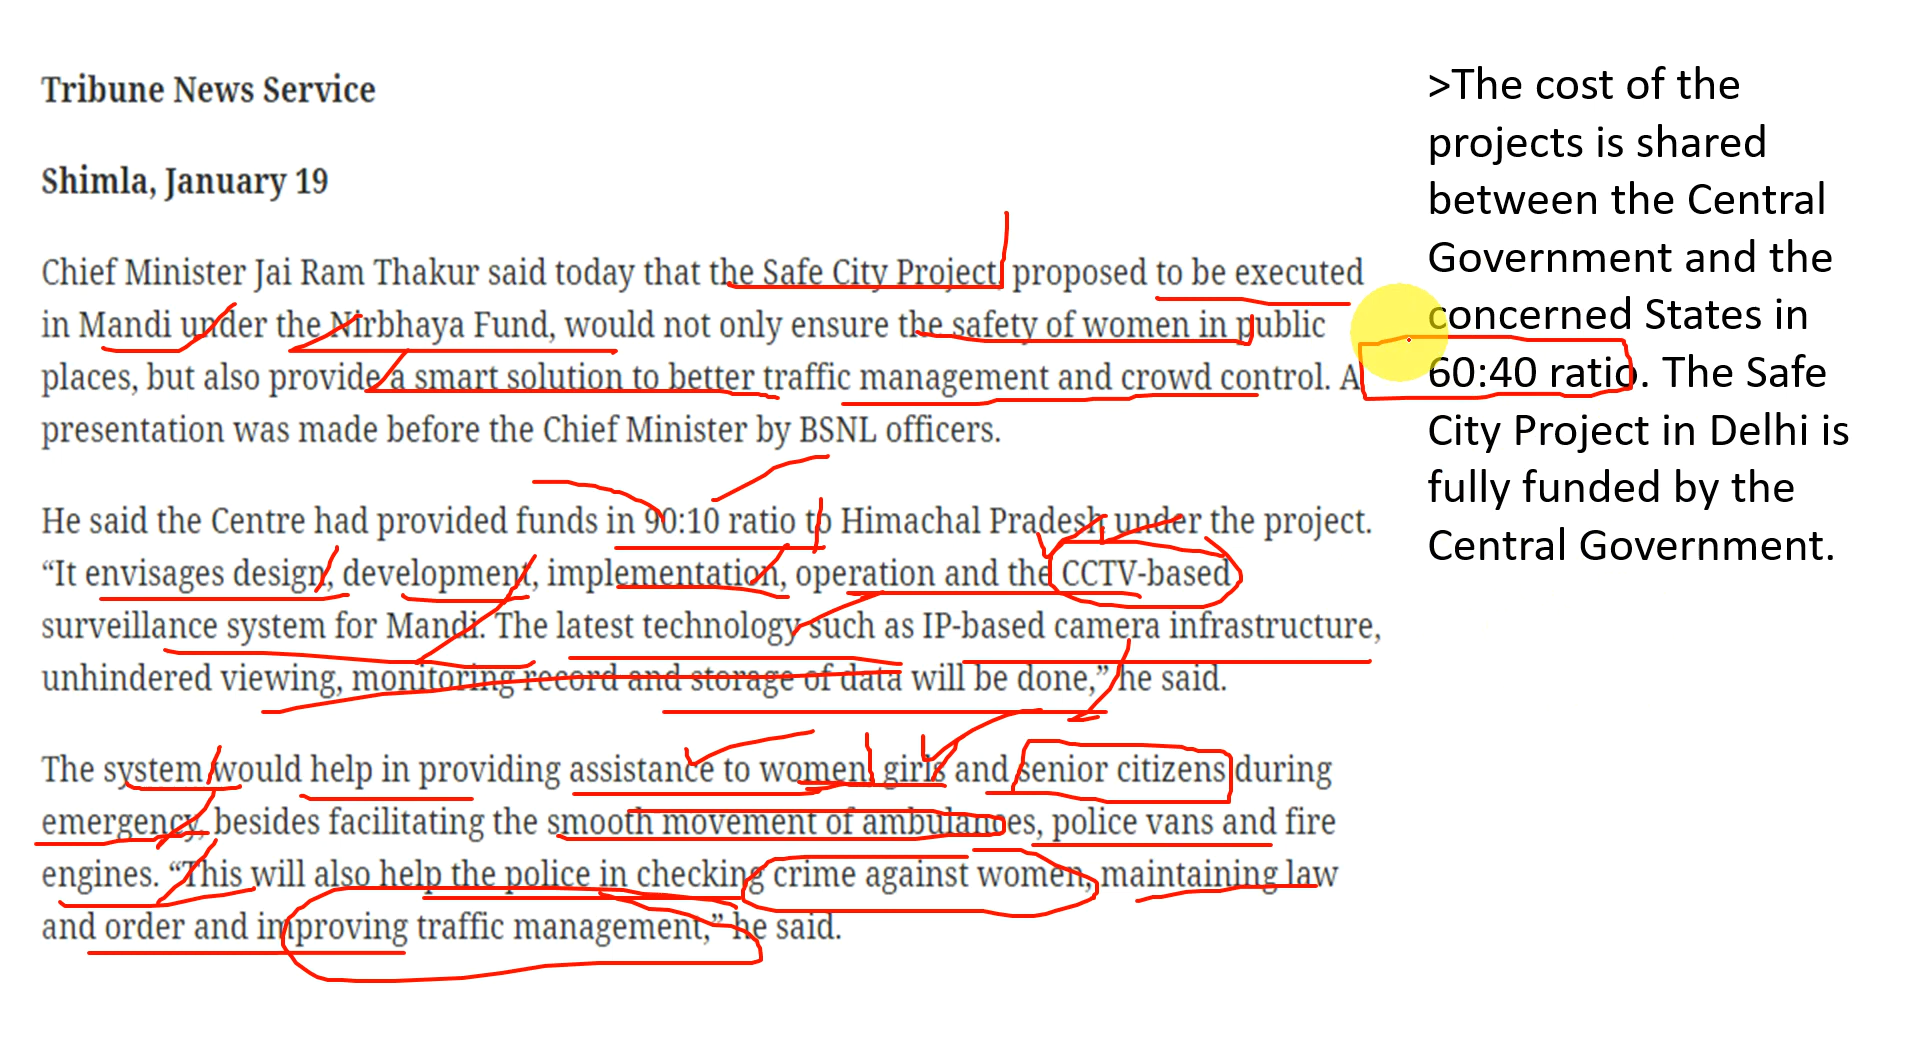 Tribune News Service
Shimla, January 19
Chief Minister Jai Ram Thakur said today that the Safe City Project proposed to be executed
in Mandi under the Nirbhaya Fund, would not only ensure the safety of women in public
places, but also provide a smart solution to better traffic management and crowd control. A
presentation was made before the Chief Minister by BSNL officers.
He said the Centre had provided funds in 90:10 ratio to Himachal Pradesh under the project.
“It envisages design, development, implementation, operation and the CCTV-based
surveillance system for Mandi. The latest technology such as IP-based camera infrastructure,
unhindered viewing, monitoring record and storage of data will be done,” he said.
The system would help in providing assistance to women, girls and senior citizens during
emergency, besides facilitating the smooth movement of ambulances, police vans and fire
engines. “This will also help the police in checking crime against women, maintaining law
and order and improving traffic management,” he said.
>The cost of the
projects is shared
between the Central
Government and the
concerned States in
60:40 ratio. The Safe
City Project in Delhi is
fully funded by the
Central Government.